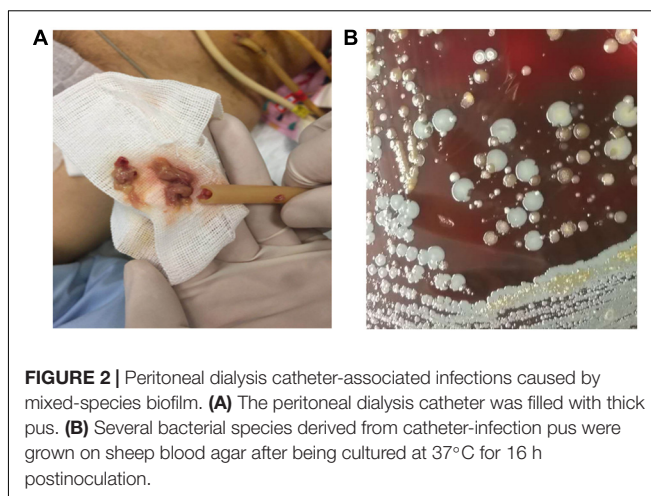 A
B
FIGURE 2 | Peritoneal dialysis catheter-associated infections caused by
mixed-species biofilm. (A) The peritoneal dialysis catheter was filled with thick
pus. (B) Several bacterial species derived from catheter-infection pus were
grown on sheep blood agar after being cultured at 37°C for 16 h
postinoculation.